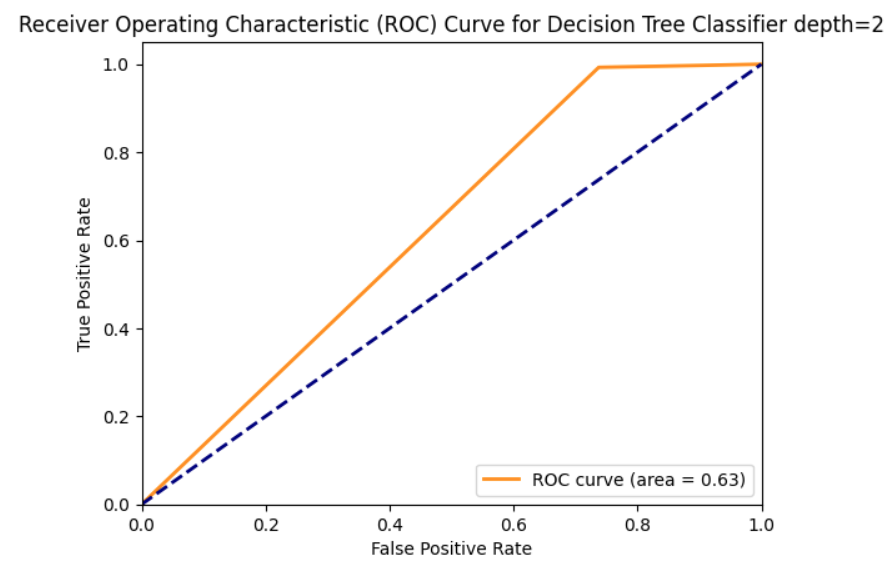 Receiver Operating Characteristic (ROC) Curve for Decision Tree Classifier depth=2
1.0
0.8
0.6
0.4
0.2
0.0
True Positive Rate
ROC curve (area = 0.63)
0.0 0.2 0.4 0.6 0.8 1.0
False Positive Rate